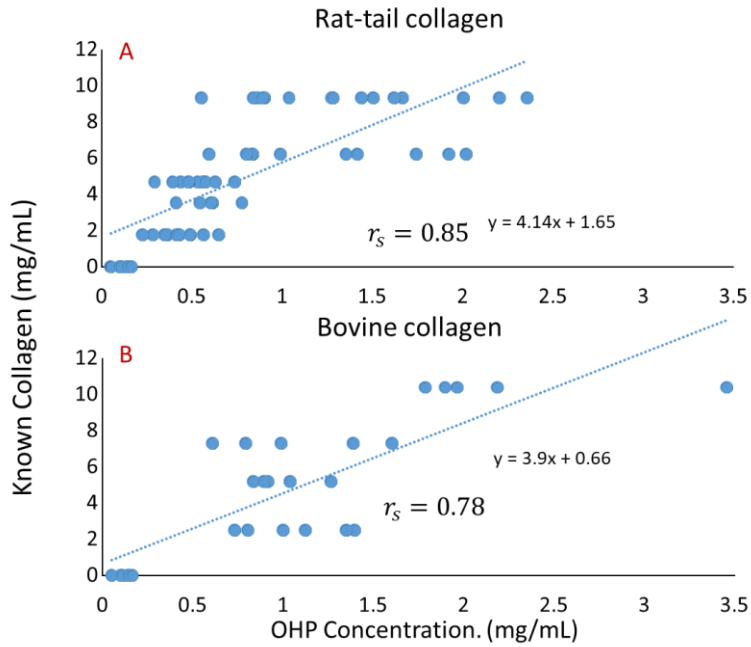 Rat-tail collagen
A
12
10
8
6
4
2
0
r_s = 0.85
y = 4.14x + 1.65
0 0.5 1 1.5 2 2.5 3 3.5
Bovine collagen
B
12
10
8
6
4
2
0
y = 3.9x + 0.66
r_s = 0.78
0 0.5 1 1.5 2 2.5 3 3.5
OHP Concentration. (mg/mL)
Known Collagen (mg/mL)